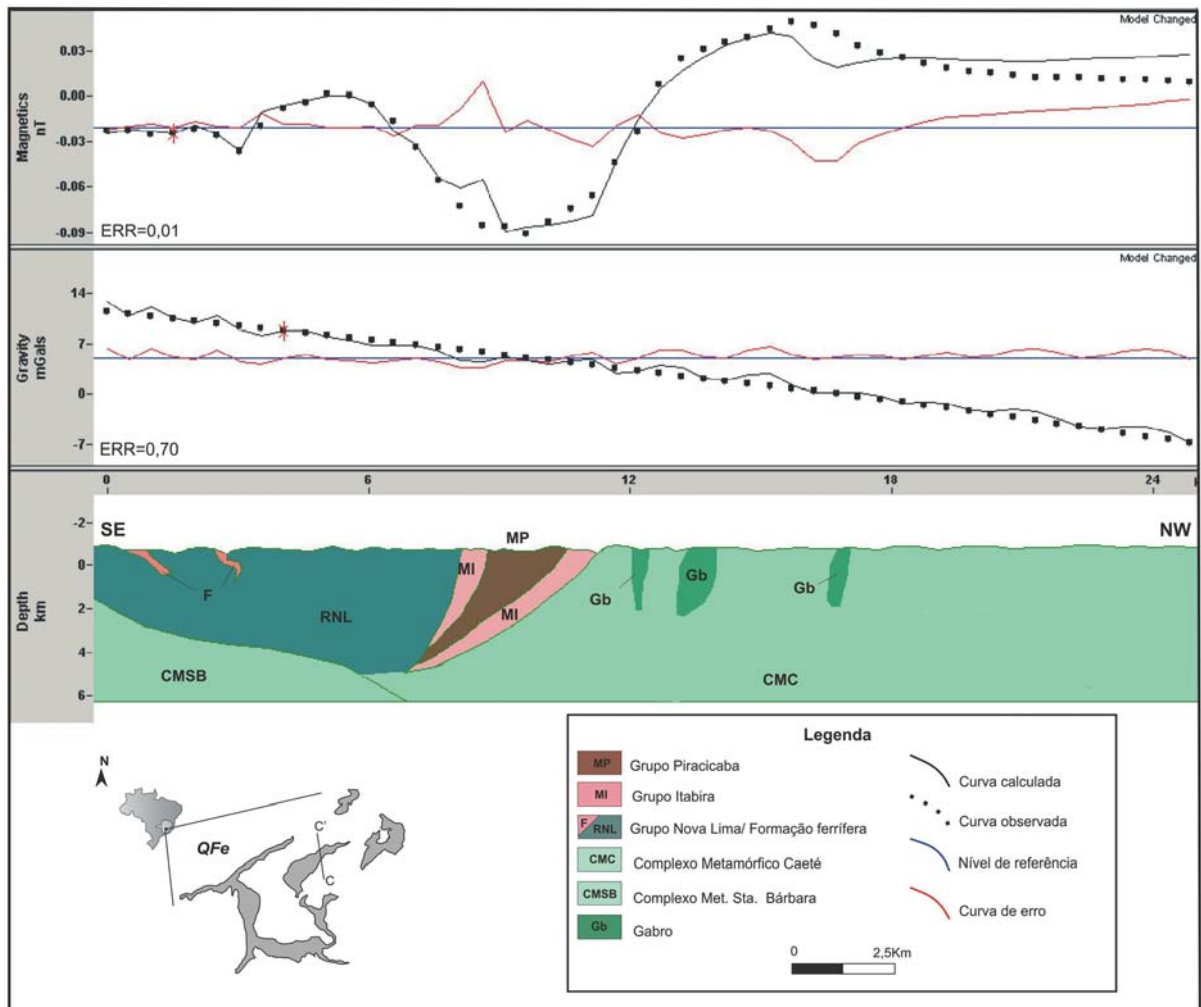 Model Changed
Magnetics
nT
0.03
0.00
-0.03
-0.06
-0.09
ERR=0,01
Model Changed
Gravity
mGals
14
7
0
-7
ERR=0,70
0 6 12 18 24
Depth
km
-2
0
2
4
6
SE
NW
MP
MI
MI
F
RNL
Gb
Gb
Gb
CMSB
CMC
N
QFe
C'
C
Legenda
MP Grupo Piracicaba
MI Grupo Itabira
F RNL Grupo Nova Lima/ Formação ferrífera
CMC Complexo Metamórfico Caeté
CMSB Complexo Met. Sta. Bárbara
Gb Gabro
Curva calculada
Curva observada
Nível de referência
Curva de erro
0 2,5Km